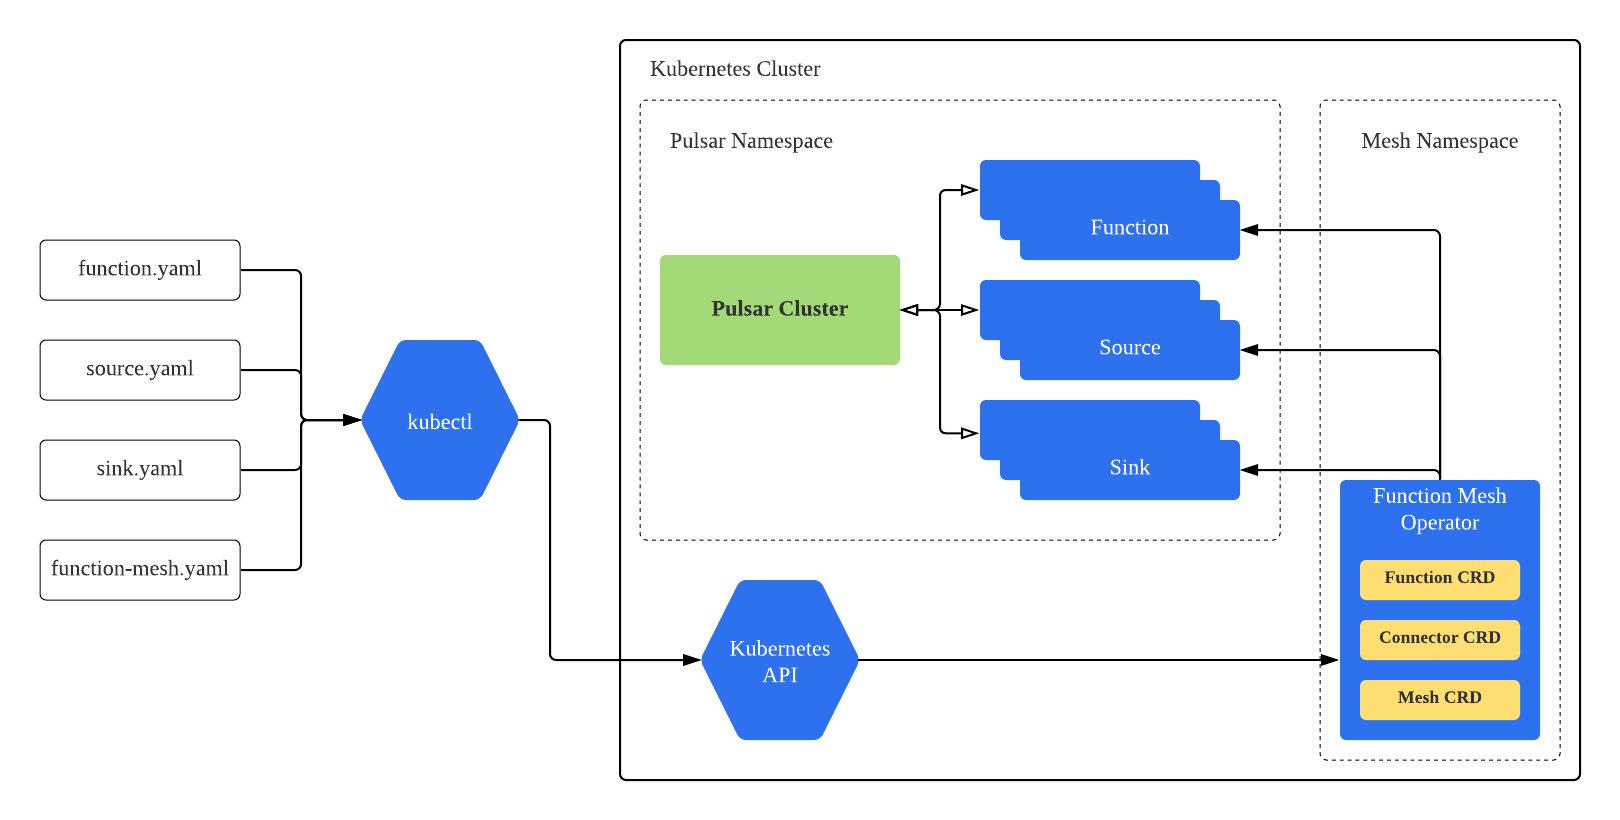 Kubernetes Cluster
Pulsar Namespace
Mesh Namespace
Function
function.yaml
Pulsar Cluster
Source
source.yaml
kubectl
sink.yaml
Sink
Function Mesh
Operator
function-mesh.yaml
Function CRD
Connector CRD
Kubernetes
API
Mesh CRD